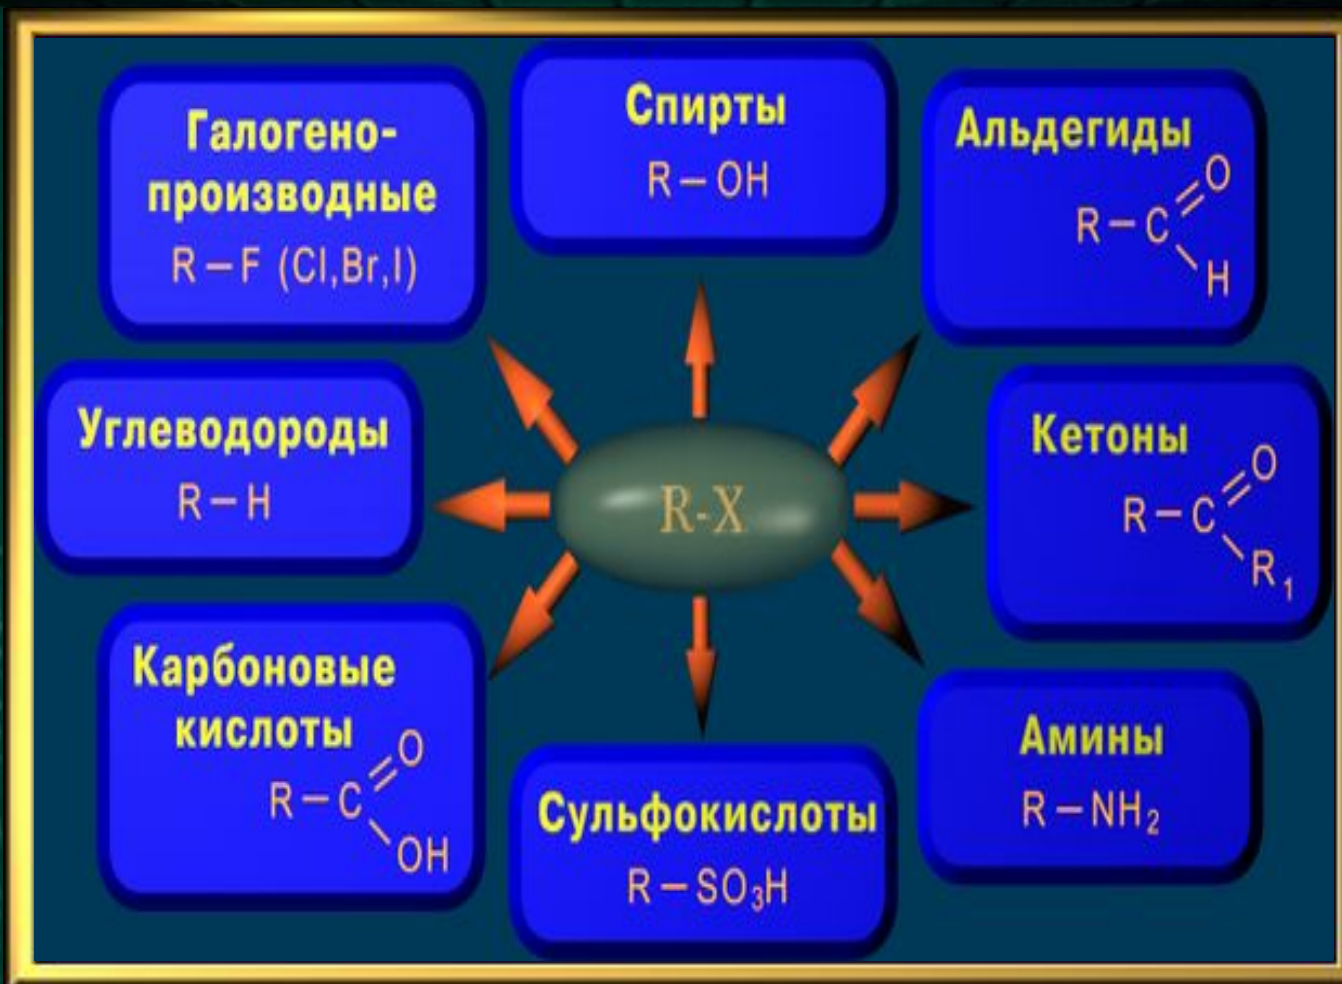 Галогено-
производные
R – F (Cl,Br,I)
Спирты
R – OH
Альдегиды
O
R – C
H
Углеводороды
R – H
R-X
Кетоны
O
R – C
R₁
Карбоновые
кислоты
O
R – C
OH
Сульфокислоты
R – SO₃H
Амины
R – NH₂